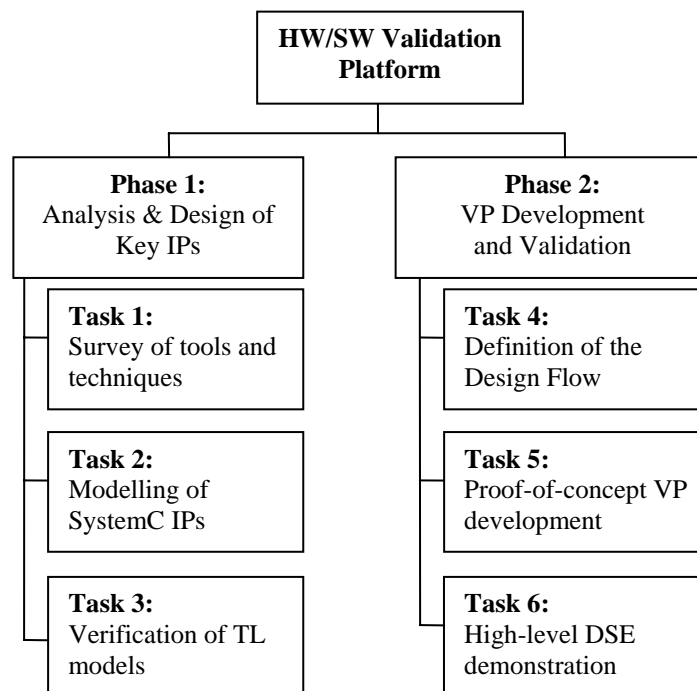 HW/SW Validation
Platform
Phase 1:
Analysis & Design of
Key IPs
Task 1:
Survey of tools and
techniques
Task 2:
Modelling of
SystemC IPs
Task 3:
Verification of TL
models
Phase 2:
VP Development
and Validation
Task 4:
Definition of the
Design Flow
Task 5:
Proof-of-concept VP
development
Task 6:
High-level DSE
demonstration